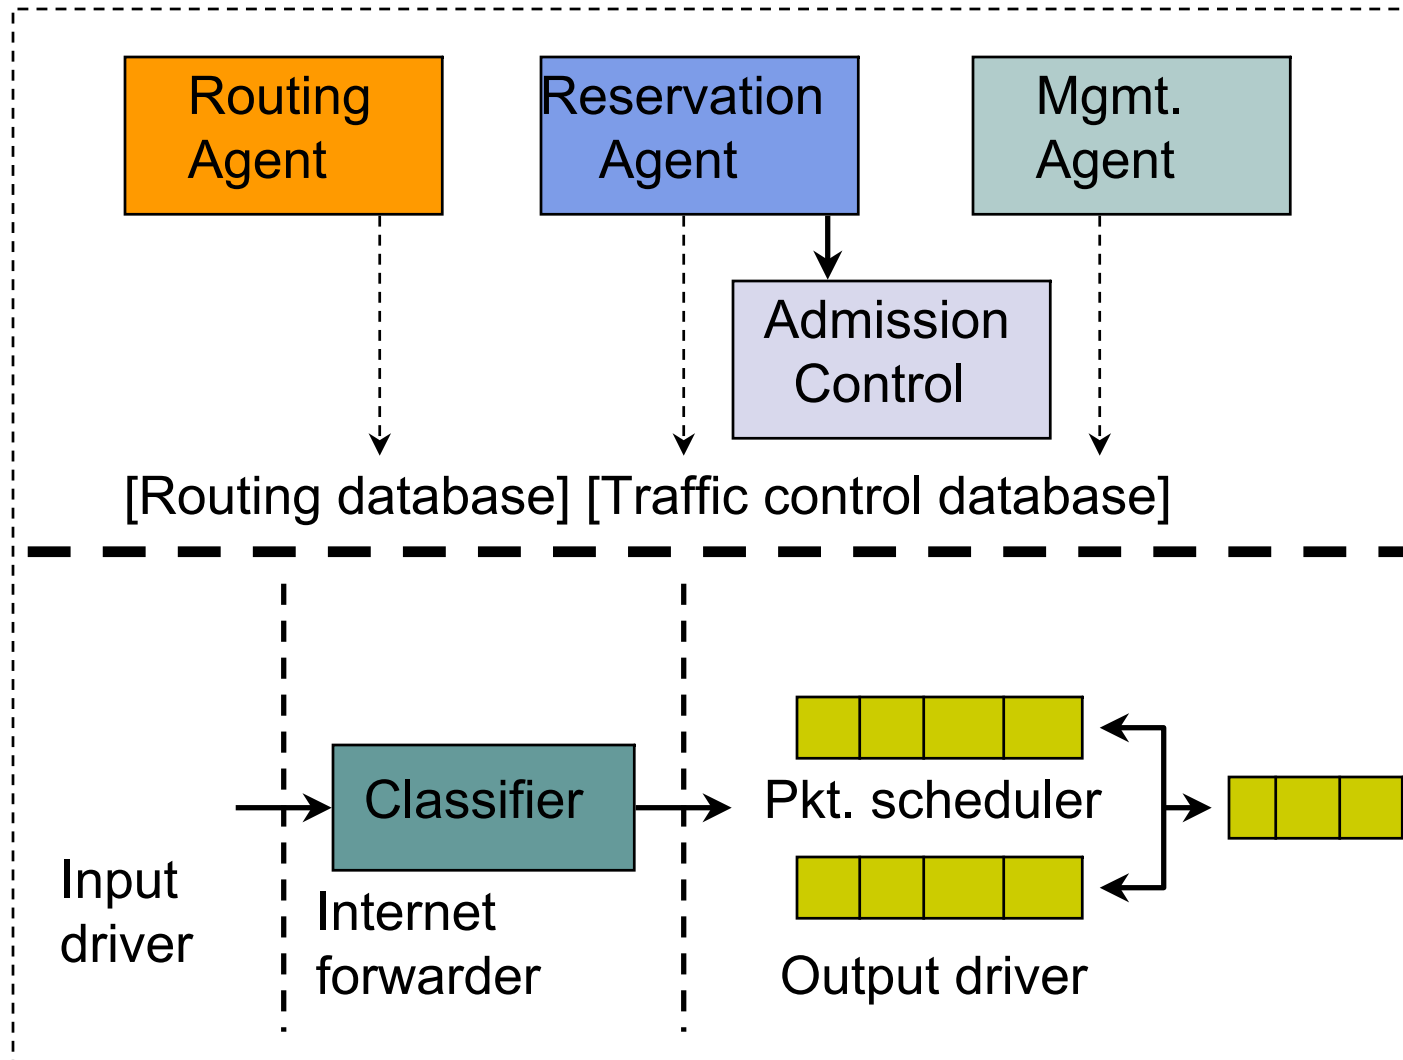 Routing
Agent
Reservation
Agent
Mgmt.
Agent
Admission
Control
[Routing database] [Traffic control database]
Classifier
Pkt. scheduler
Input
driver
Internet
forwarder
Output driver